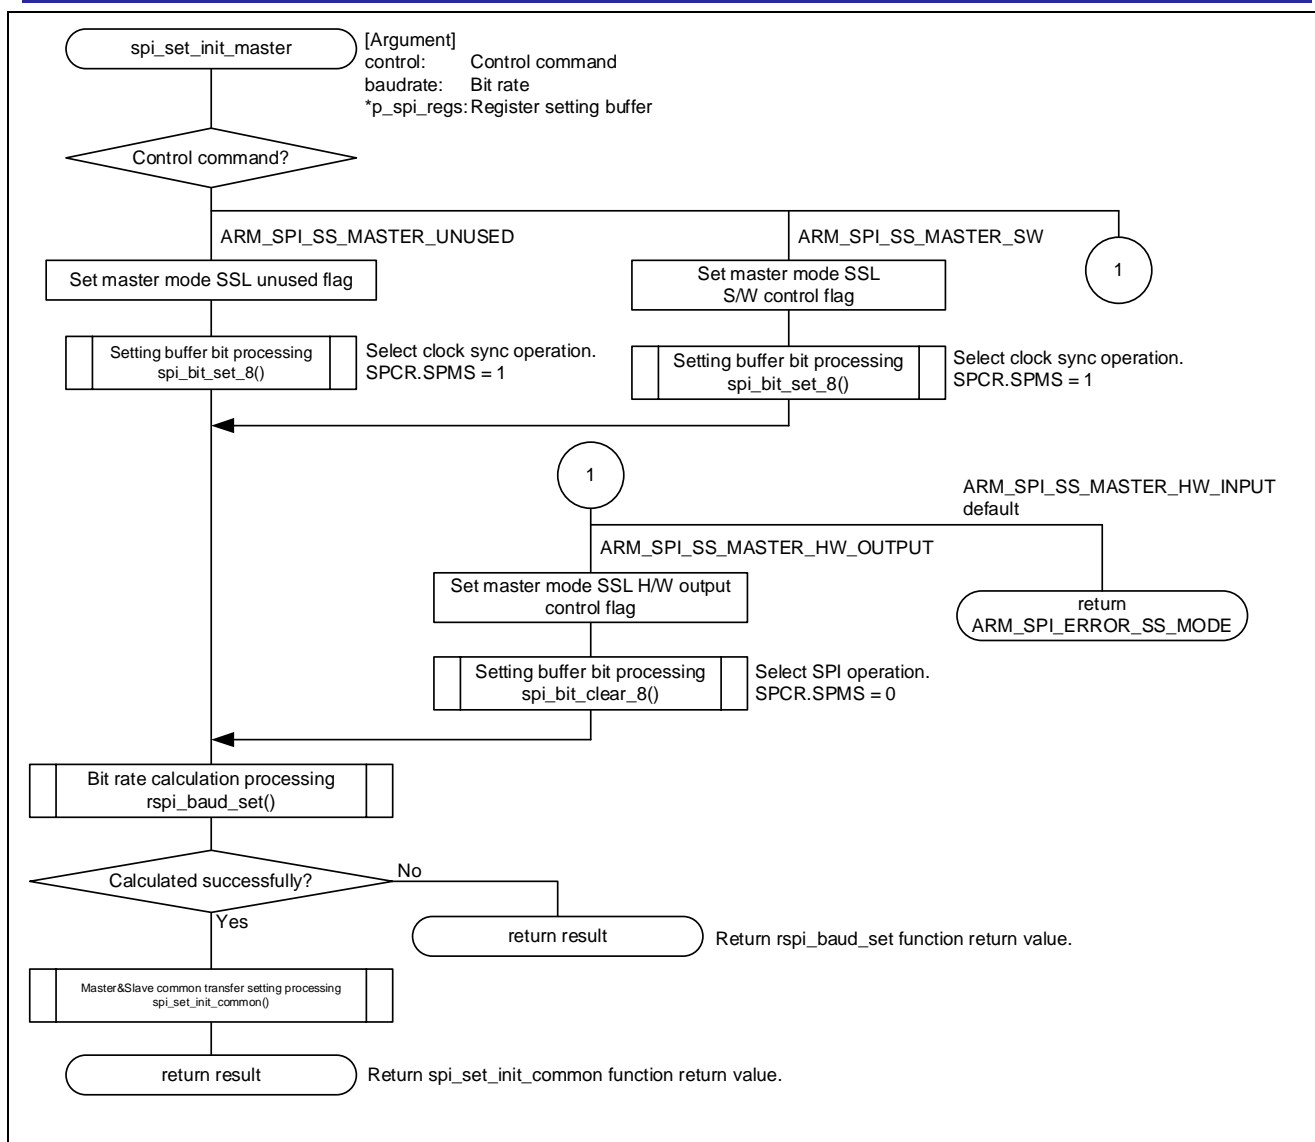 spi_set_init_master
[Argument]
control: Control command
baudrate: Bit rate
*p_spi_regs: Register setting buffer
Control command?
ARM_SPI_SS_MASTER_UNUSED
ARM_SPI_SS_MASTER_SW
1
Set master mode SSL unused flag
Set master mode SSL
S/W control flag
Setting buffer bit processing
spi_bit_set_8()
Select clock sync operation.
SPCR.SPMS = 1
Setting buffer bit processing
spi_bit_set_8()
Select clock sync operation.
SPCR.SPMS = 1
1
ARM_SPI_SS_MASTER_HW_INPUT
default
ARM_SPI_SS_MASTER_HW_OUTPUT
Set master mode SSL H/W output
control flag
return
ARM_SPI_ERROR_SS_MODE
Setting buffer bit processing
spi_bit_clear_8()
Select SPI operation.
SPCR.SPMS = 0
Bit rate calculation processing
rspi_baud_set()
Calculated successfully?
No
Yes
return result
Return rspi_baud_set function return value.
Master&Slave common transfer setting processing
spi_set_init_common()
return result
Return spi_set_init_common function return value.